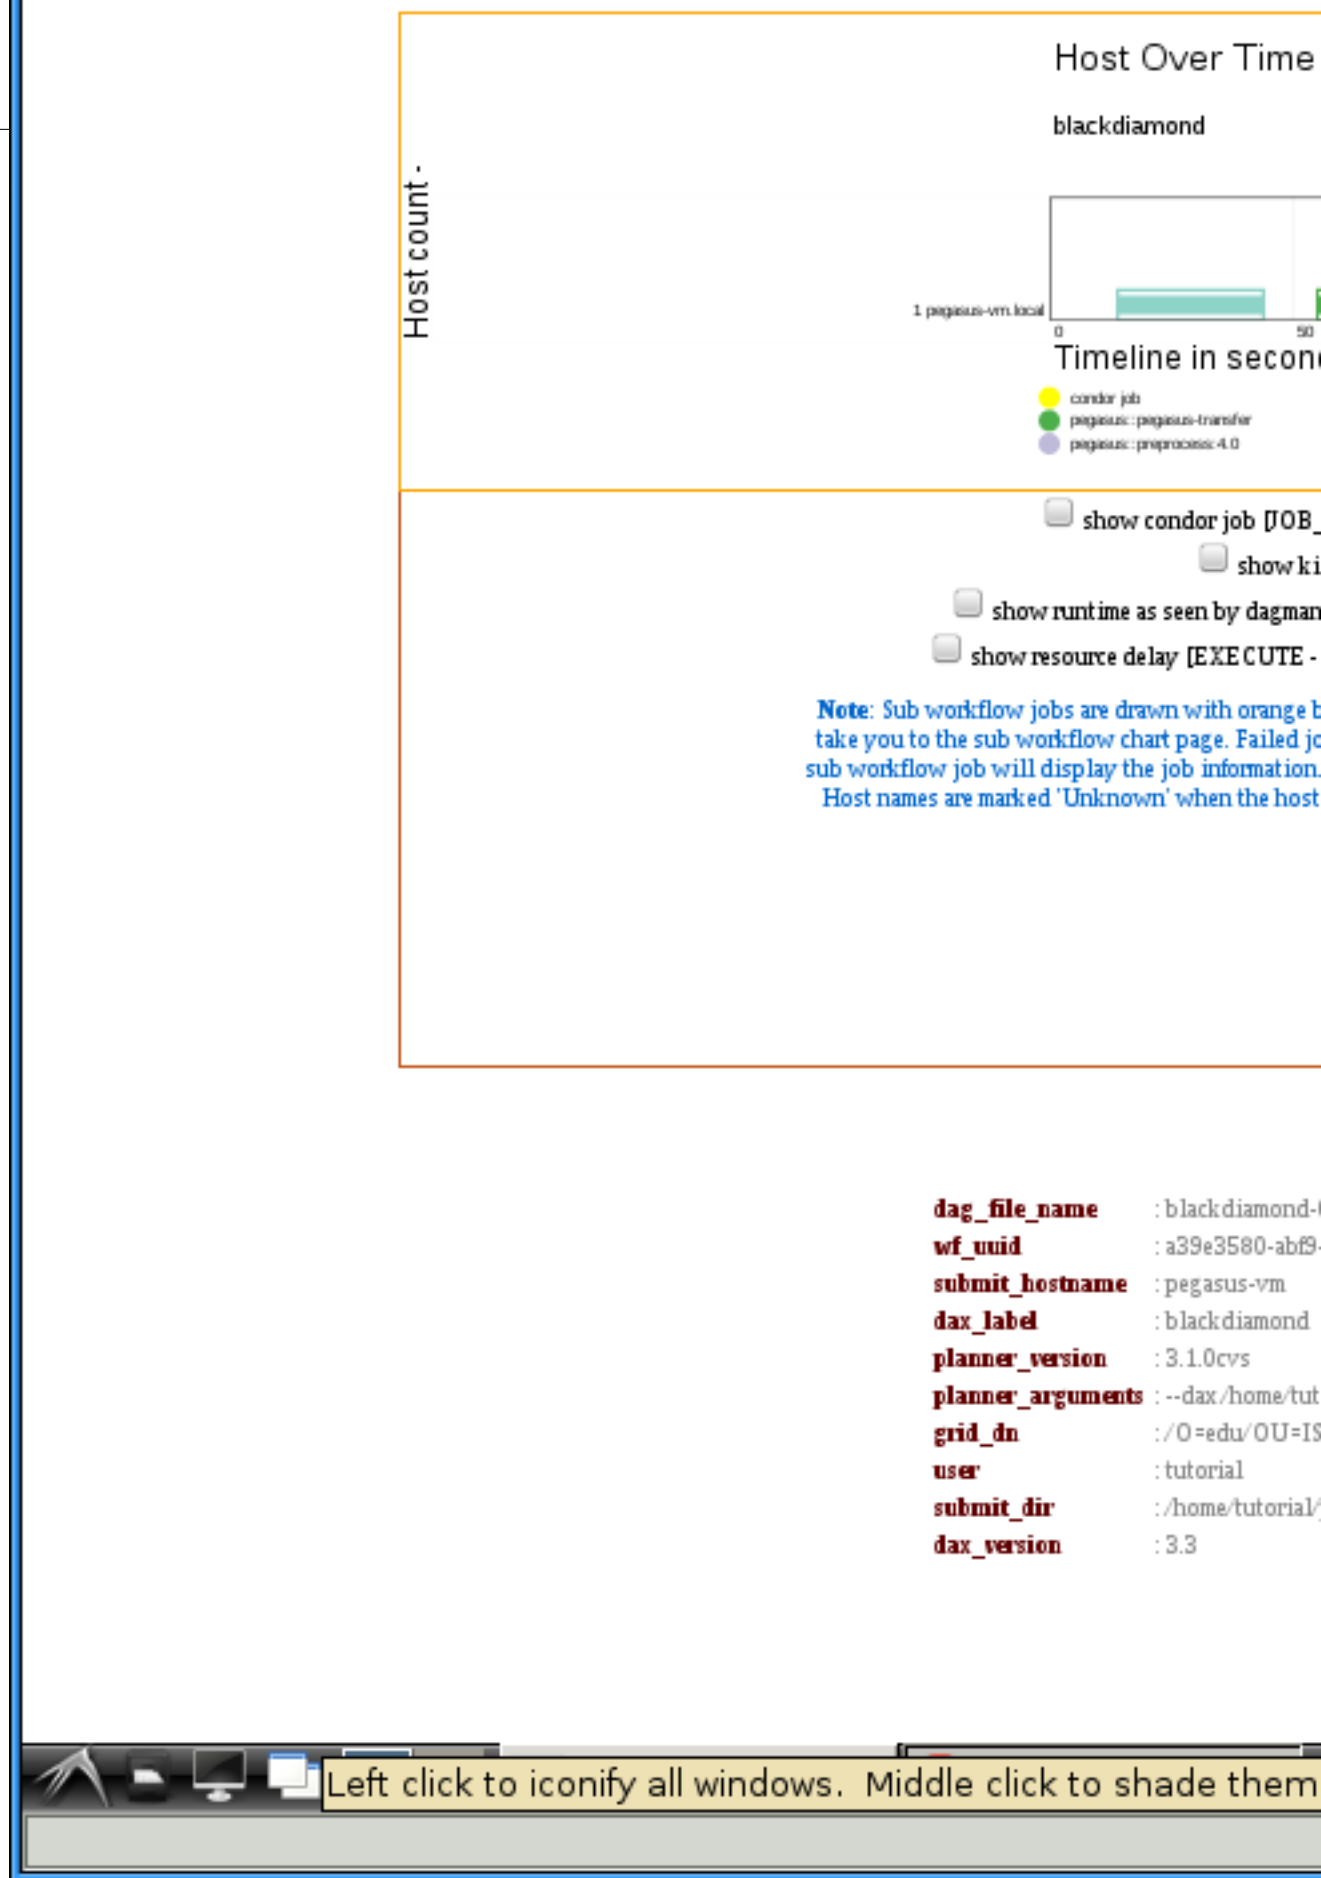 Host Over Time
blackdiamond
Host count -
1 pegasus-vm.local
0 50
Timeline in secon
condor job
pegasus::pegasus-transfer
pegasus::preprocess:4.0
show condor job [JOB_
show ki
show runtime as seen by dagman
show resource delay [EXECUTE -
Note: Sub workflow jobs are drawn with orange b
take you to the sub workflow chart page. Failed jo
sub workflow job will display the job information.
Host names are marked 'Unknown' when the host
dag_file_name : blackdiamond-
wf_uuid : a39e3580-abf9-
submit_hostname : pegasus-vm
dax_label : blackdiamond
planner_version : 3.1.0cvs
planner_arguments : --dax /home/tut
grid_dn : /O=edu/OU=IS
user : tutorial
submit_dir : /home/tutorial/
dax_version : 3.3
Left click to iconify all windows. Middle click to shade them